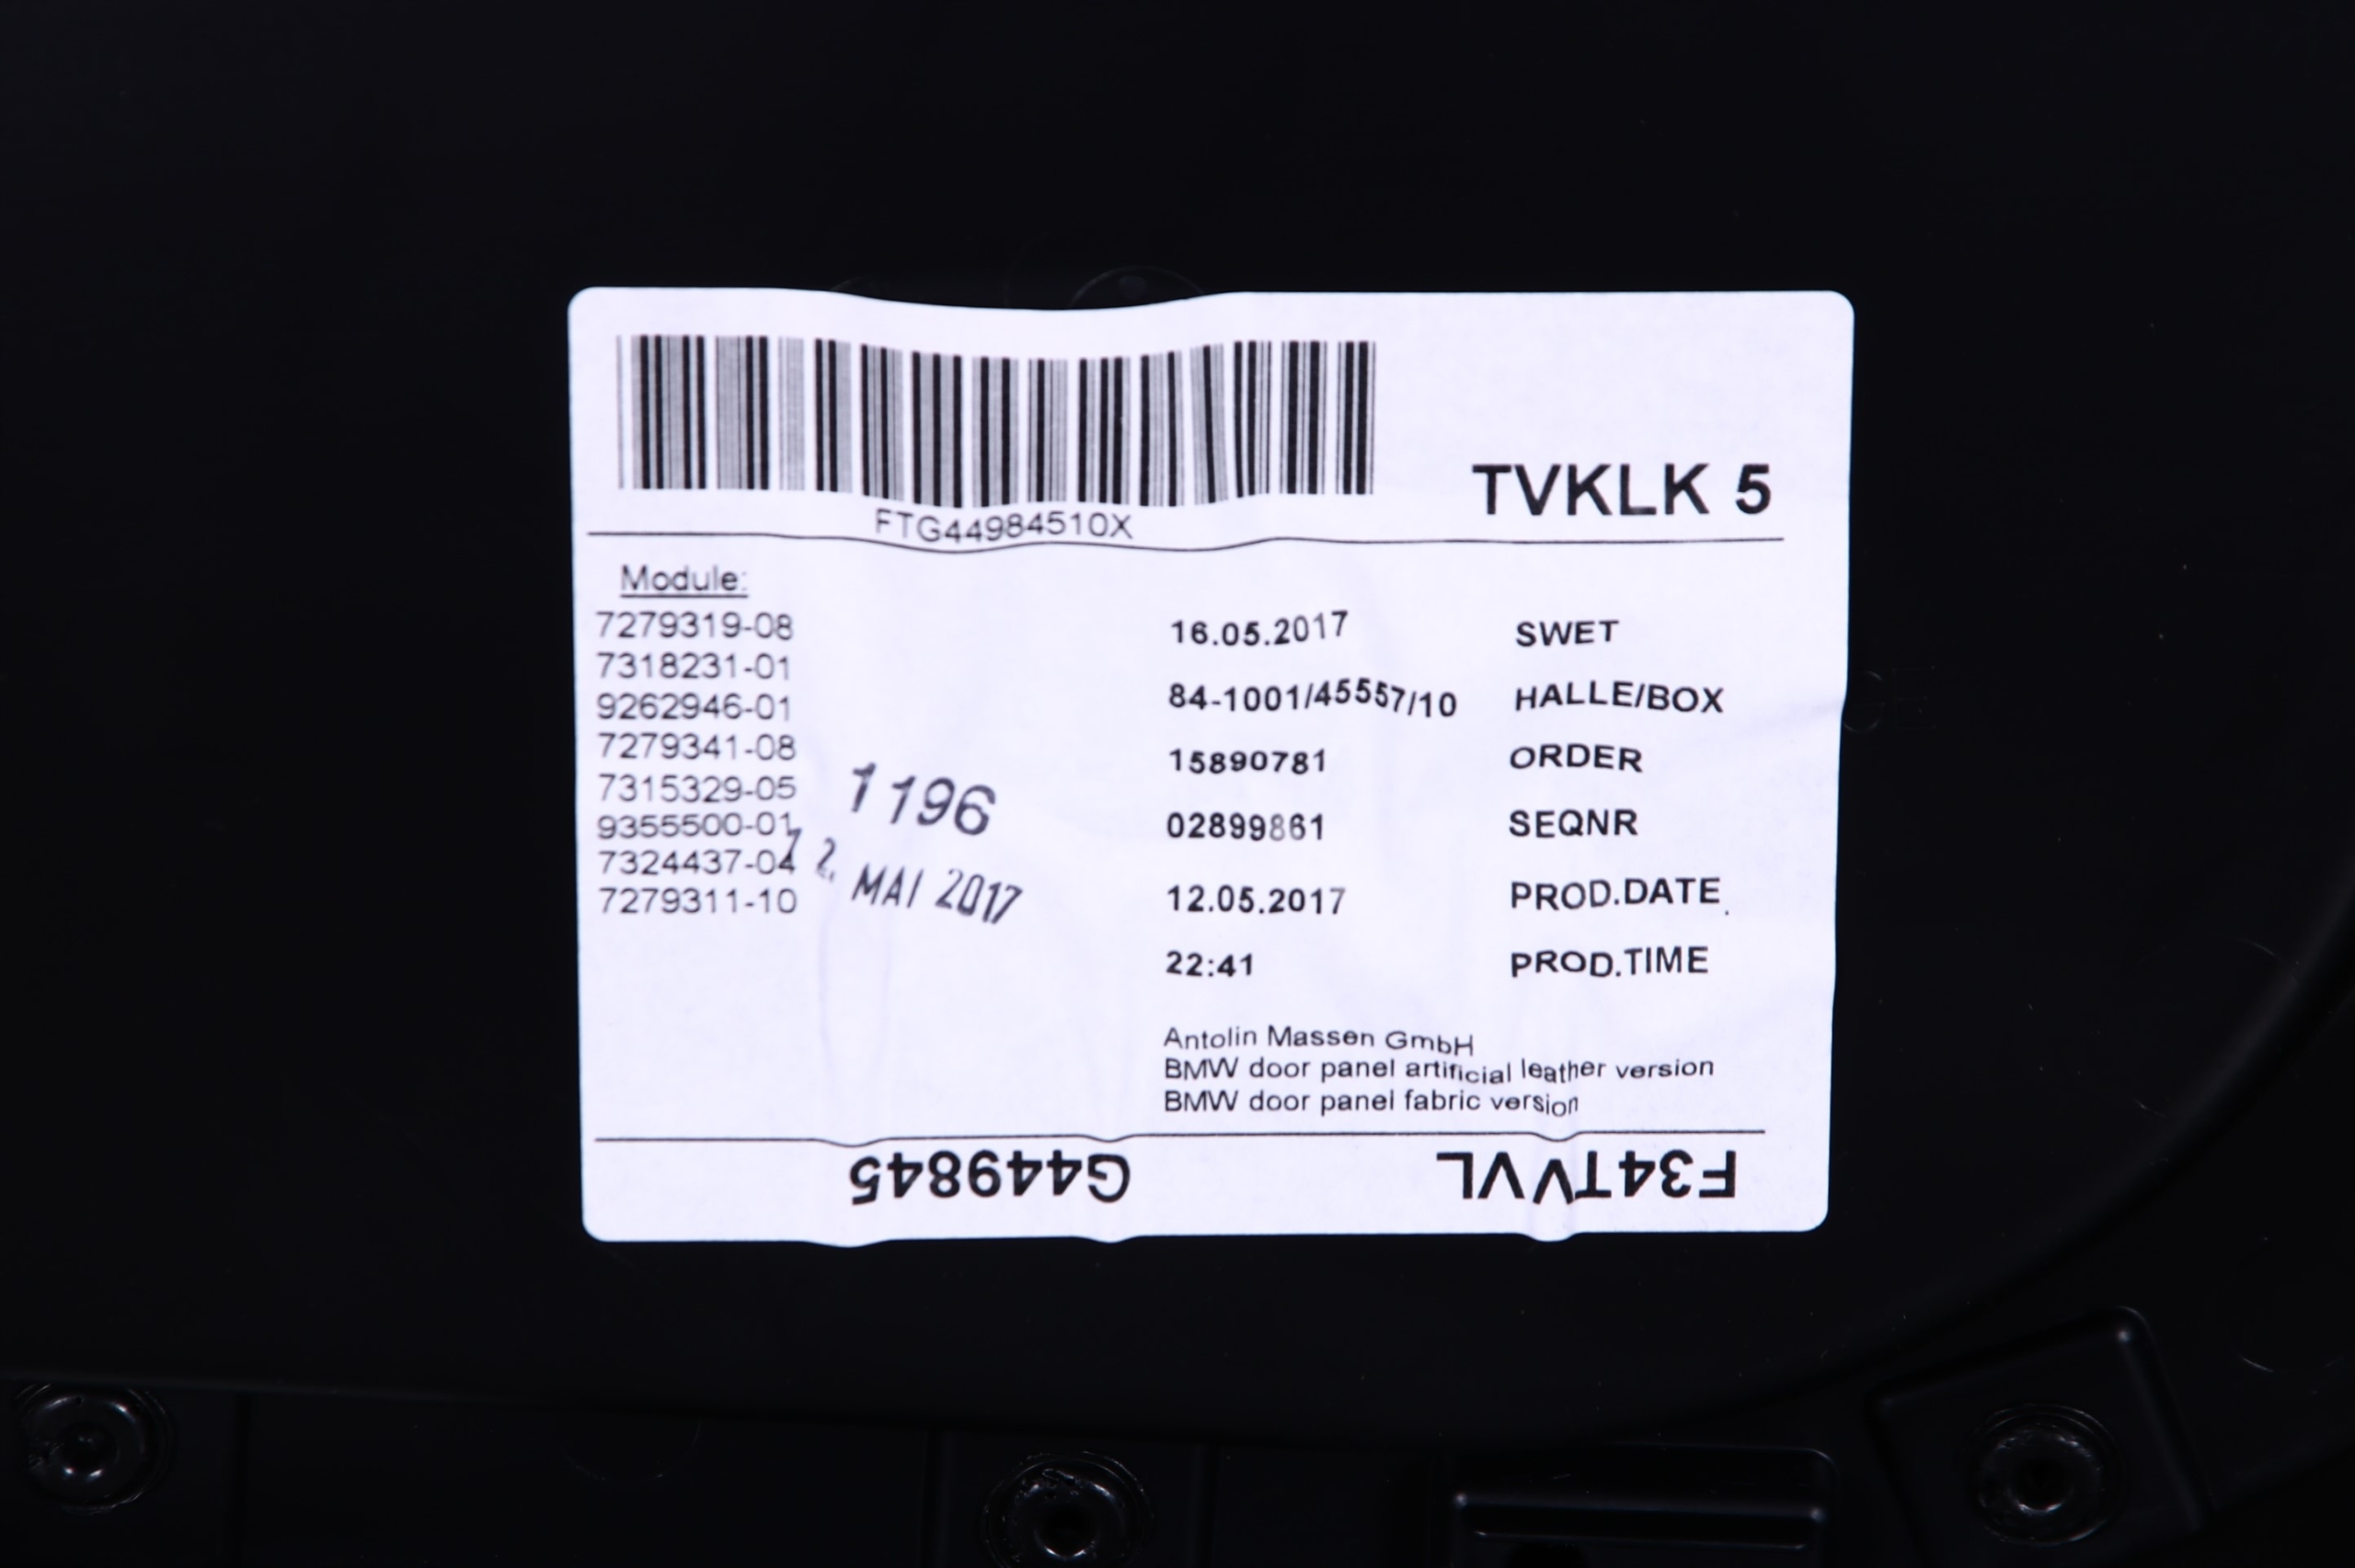 TVKLK 5
FTG44984510X
Module:
7279319-08
7318231-01
9262946-01
7279341-08
7315329-05
9355500-01
7324437-04
7279311-10
1196
12. MAI 2017
16.05.2017 SWET
84-1001/45557/10 HALLE/BOX
15890781 ORDER
02899861 SEQNR
12.05.2017 PROD.DATE
22:41 PROD.TIME
Antolin Massen GmbH
BMW door panel artificial leather version
BMW door panel fabric version
F34TVVL G449845